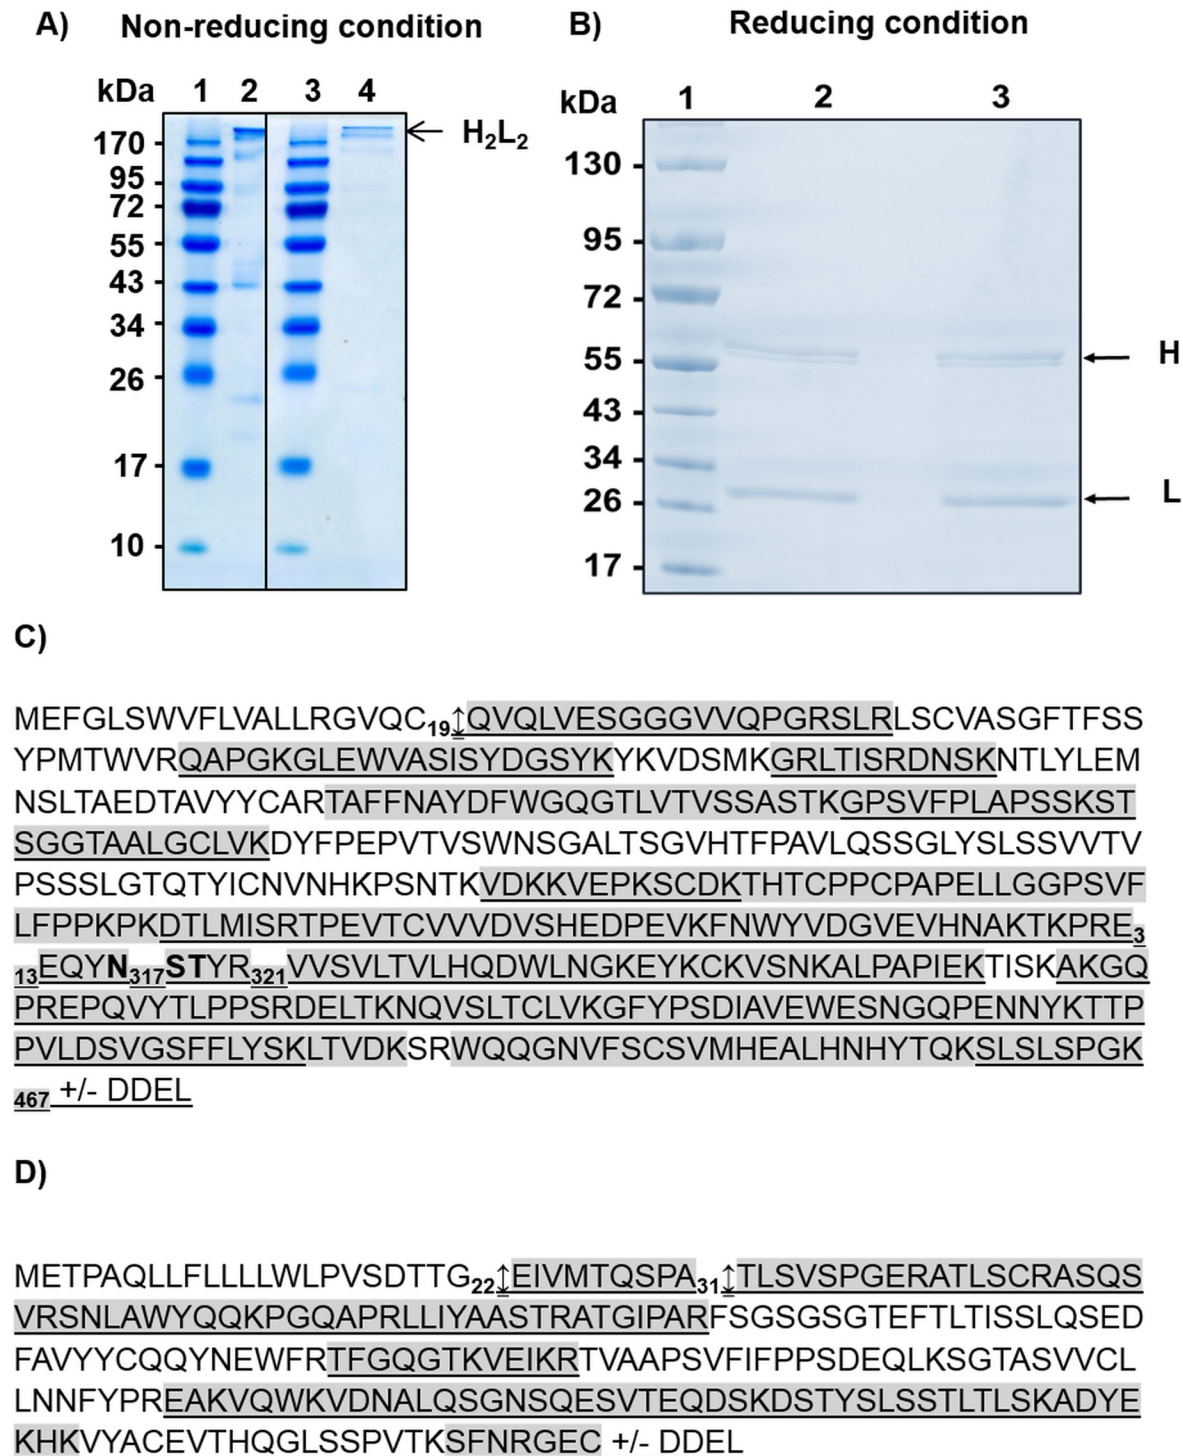 A) Non-reducing condition
kDa 1 2 3 4
170
95
72
55
43
34
26
17
10
H2L2
B) Reducing condition
kDa 1 2 3
130
95
72
55
43
34
26
17
H
L
C)
MEFGLSWVFLVALLRGVQC19↕QVQLVESGGGVVQPGRSLRLSCVASGFTFSS
YPMTWVRQAPGKGLEWVASISYDGSYKYKVDSMKGRLTISRDNSKNTLYLEM
NSLTAEDTAVYYCARTAFFNAYDFWGQGTLVTVSSASTKGPSVFPLAPSSKST
SGGTAALGCLVKDYFPEPVTVSWNSGALTSGVHTFPAVLQSSGLYSLSSVVTV
PSSSLGTQTYICNVNHKPSNTKVDKKVEPKSCDKTHTCPPCPAPELLGGPSVF
LFPPKPKDTLMISRTPEVTCVVVDVSHEDPEVKFNWYVDGVEVHNAKTKPRE3
13EQYN317STYR321VVSVLTVLHQDWLNGKEYKCKVSNKALPAPIEKTISKAKGQ
PREPQVYTLPPSRDELTKNQVSLTCLVKGFYPSDIAVEWESNGQPENNYKTTP
PVLDSVGSFFLYSKLTVDKSRWQQGNVFSCSVMHEALHNHYTQKSLSLSPGK
467 +/- DDEL
D)
METPAQLLFLLLLWLPVSDTTG22↕EIVMTQSPA31↕TLSVSPGERATLSCRASQS
VRSNLAWYQQKPGQAPRLLIYAASTRATGIPARFSGSGSGTEFTLTISSLQSED
FAVYYCQQYNEWFRTFGQGTKVEIKRTVAAPSVFIFPPSDEQLKSGTASVVCL
LNNFYPREAKVQWKVDNALQSGNSQESVTEQDSKDSTYSLSSTLTLSKADYE
KHKVYACEVTHQGLSSPVTKSFNRGEC +/- DDEL